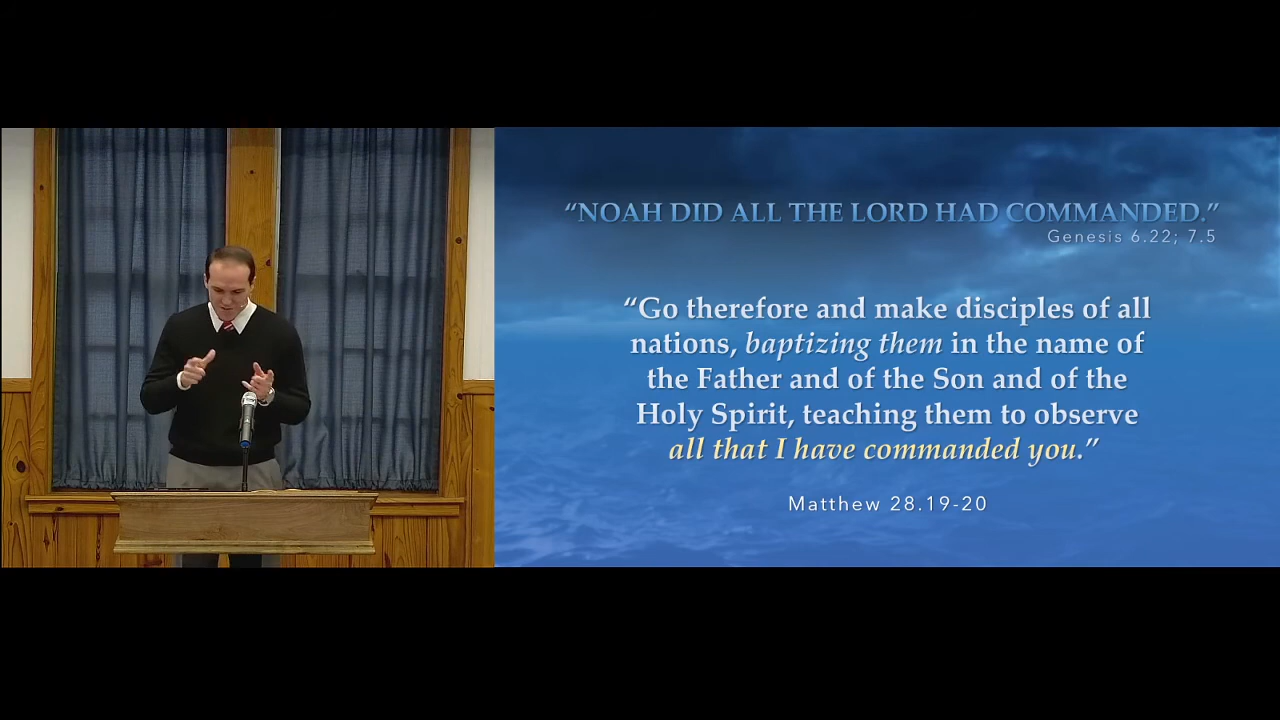 “NOAH DID ALL THE LORD HAD COMMANDED.”
Genesis 6.22; 7.5
“Go therefore and make disciples of all
nations, baptizing them in the name of
the Father and of the Son and of the
Holy Spirit, teaching them to observe
all that I have commanded you.”
Matthew 28.19-20